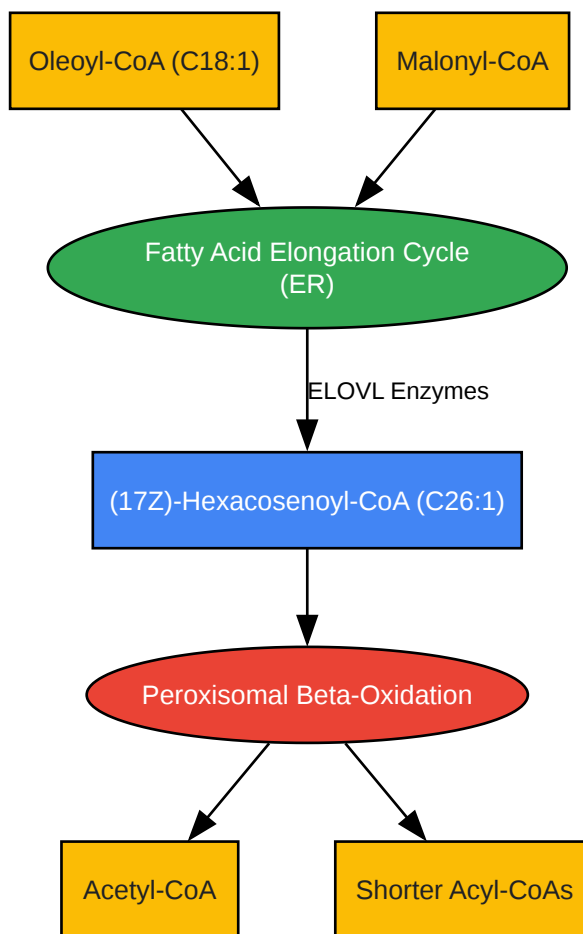 Oleoyl-CoA (C18:1)
Malonyl-CoA
Fatty Acid Elongation Cycle
(ER)
ELOVL Enzymes
(17Z)-Hexacosenoyl-CoA (C26:1)
Peroxisomal Beta-Oxidation
Acetyl-CoA
Shorter Acyl-CoAs